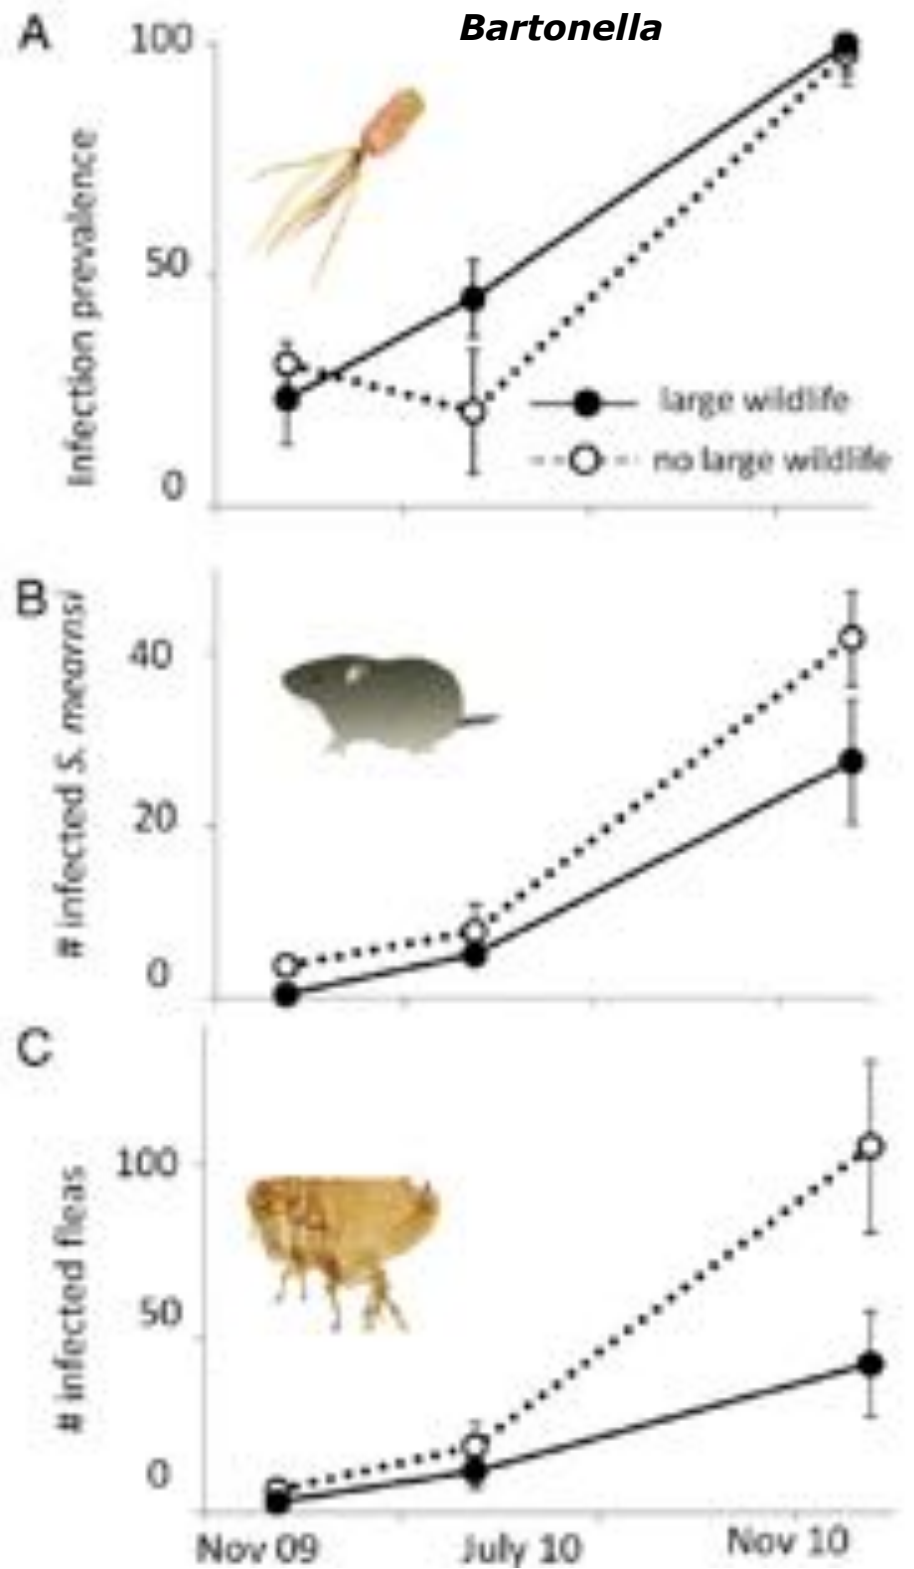 A
Bartonella
100
Infection prevalence
50
large wildlife
no large wildlife
0
B
# infected S. mearnsi
40
20
0
C
# infected fleas
100
50
0
Nov 09 July 10 Nov 10